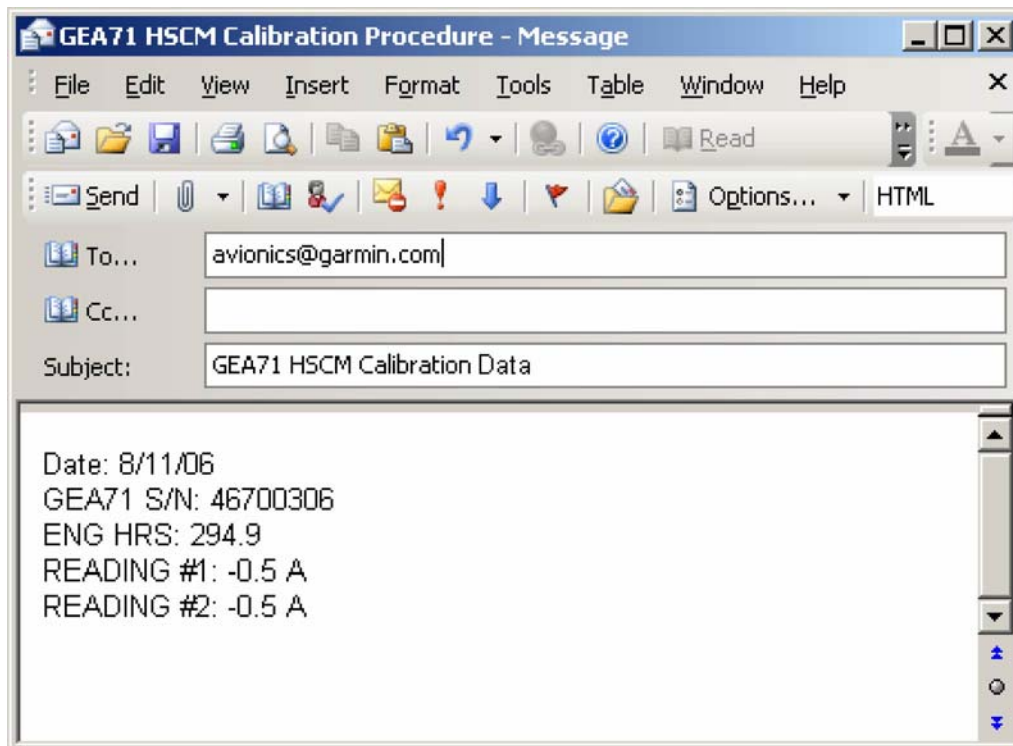 GEA71 HSCM Calibration Procedure - Message
File Edit View Insert Format Tools Table Window Help
Read A
Send Options... HTML
To... avionics@garmin.com
Cc...
Subject: GEA71 HSCM Calibration Data
Date: 8/11/06
GEA71 S/N: 46700306
ENG HRS: 294.9
READING #1: -0.5 A
READING #2: -0.5 A